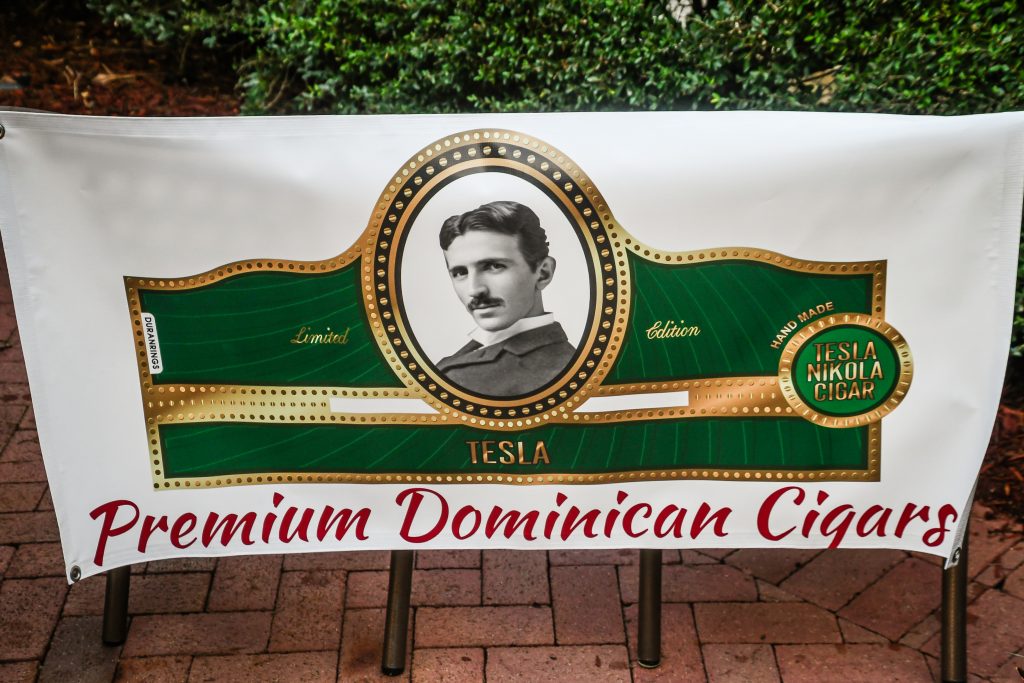 Limited
Edition
DURANRINGS
HAND MADE
TESLA
NIKOLA
CIGAR
TESLA
Premium Dominican Cigars